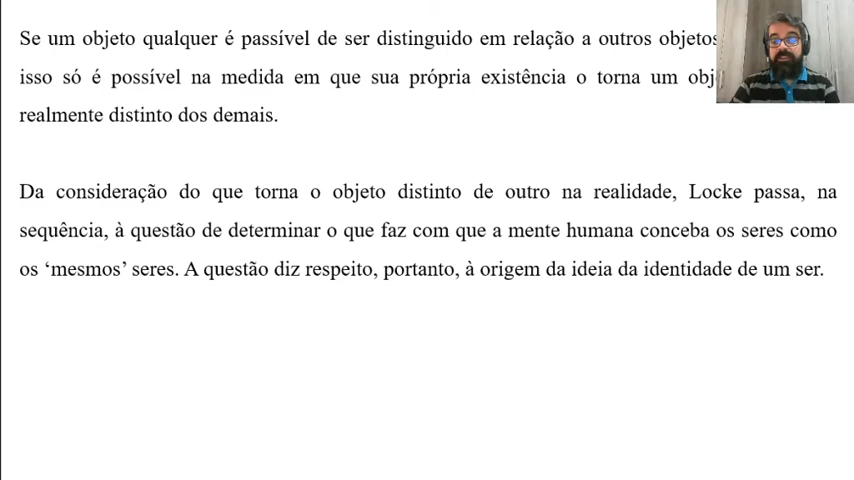 Se um objeto qualquer é passível de ser distinguido em relação a outros objetos
isso só é possível na medida em que sua própria existência o torna um
realmente distinto dos demais.
Da consideração do que torna o objeto distinto de outro na realidade, Locke passa, na
sequência, à questão de determinar o que faz com que a mente humana conceba os seres como
os ‘mesmos’ seres. A questão diz respeito, portanto, à origem da ideia da identidade de um ser.